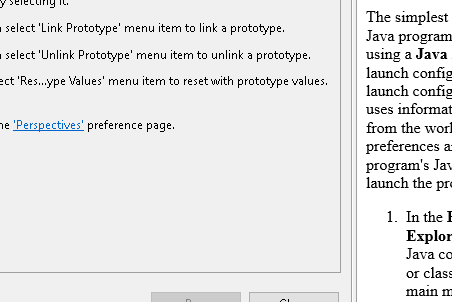 y selecting it.
select 'Link Prototype' menu item to link a prototype.
select 'Unlink Prototype' menu item to unlink a prototype.
ect 'Res...ype Values' menu item to reset with prototype values.
he 'Perspectives' preference page.
The simplest
Java program
using a Java
launch config
launch config
uses informat
from the work
preferences a
program's Jav
launch the pr
1. In the
Explor
Java co
or class
main m